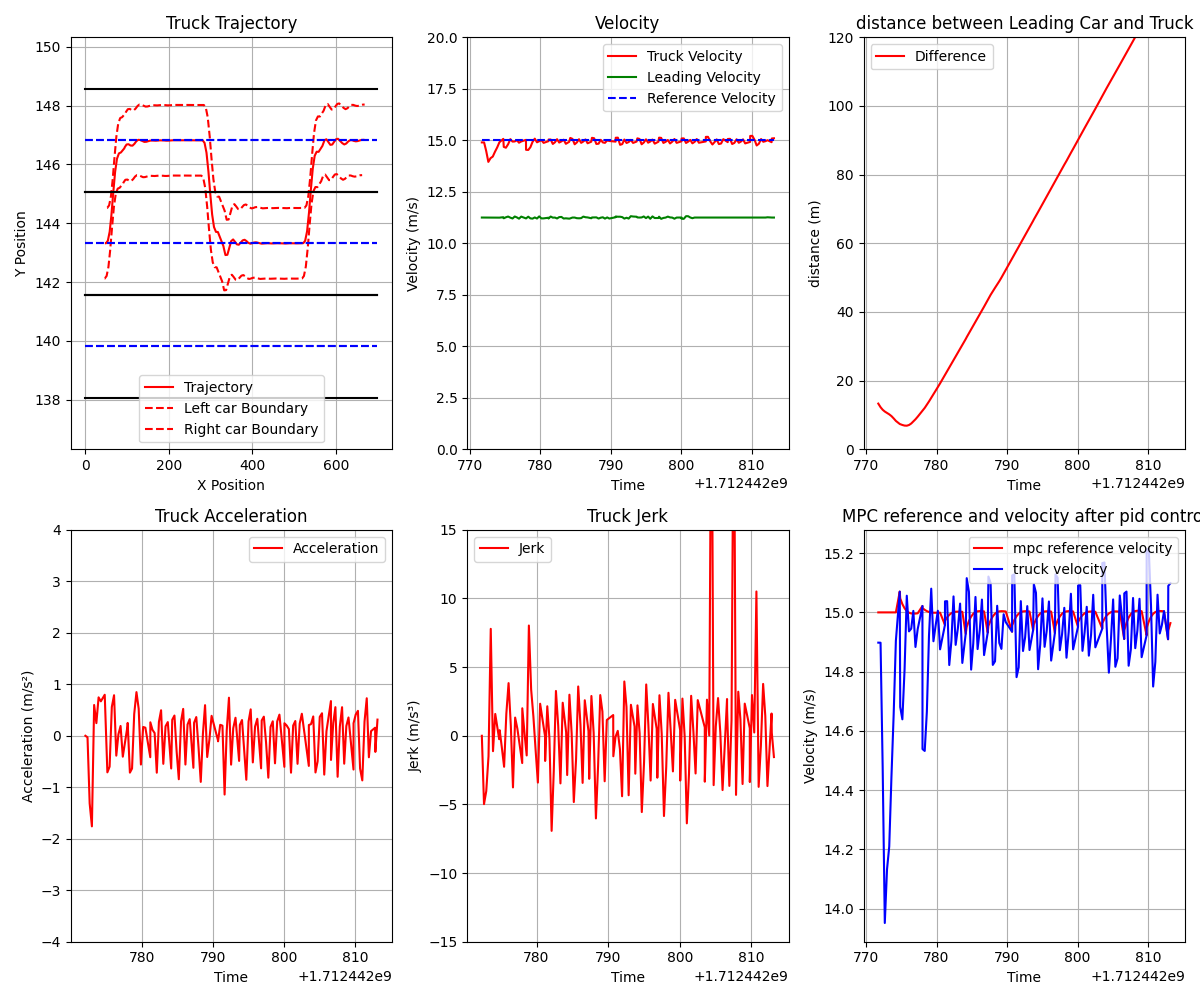 Truck Trajectory
150
148
146
144
142
140
138
0
200
400
600
Y Position
X Position
Trajectory
Left car Boundary
Right car Boundary
Velocity
20.0
17.5
15.0
12.5
10.0
7.5
5.0
2.5
0.0
770
780
790
800
810
Velocity (m/s)
Time
+1.712442e9
Truck Velocity
Leading Velocity
Reference Velocity
distance between Leading Car and Truck
120
100
80
60
40
20
0
770
780
790
800
810
distance (m)
Time
+1.712442e9
Difference
Truck Acceleration
4
3
2
1
0
−1
−2
−3
−4
780
790
800
810
Acceleration (m/s²)
Time
+1.712442e9
Acceleration
Truck Jerk
15
10
5
0
−5
−10
−15
780
790
800
810
Jerk (m/s³)
Time
+1.712442e9
Jerk
MPC reference and velocity after pid contro
15.2
15.0
14.8
14.6
14.4
14.2
14.0
770
780
790
800
810
Velocity (m/s)
Time
+1.712442e9
mpc reference velocity
truck velocity